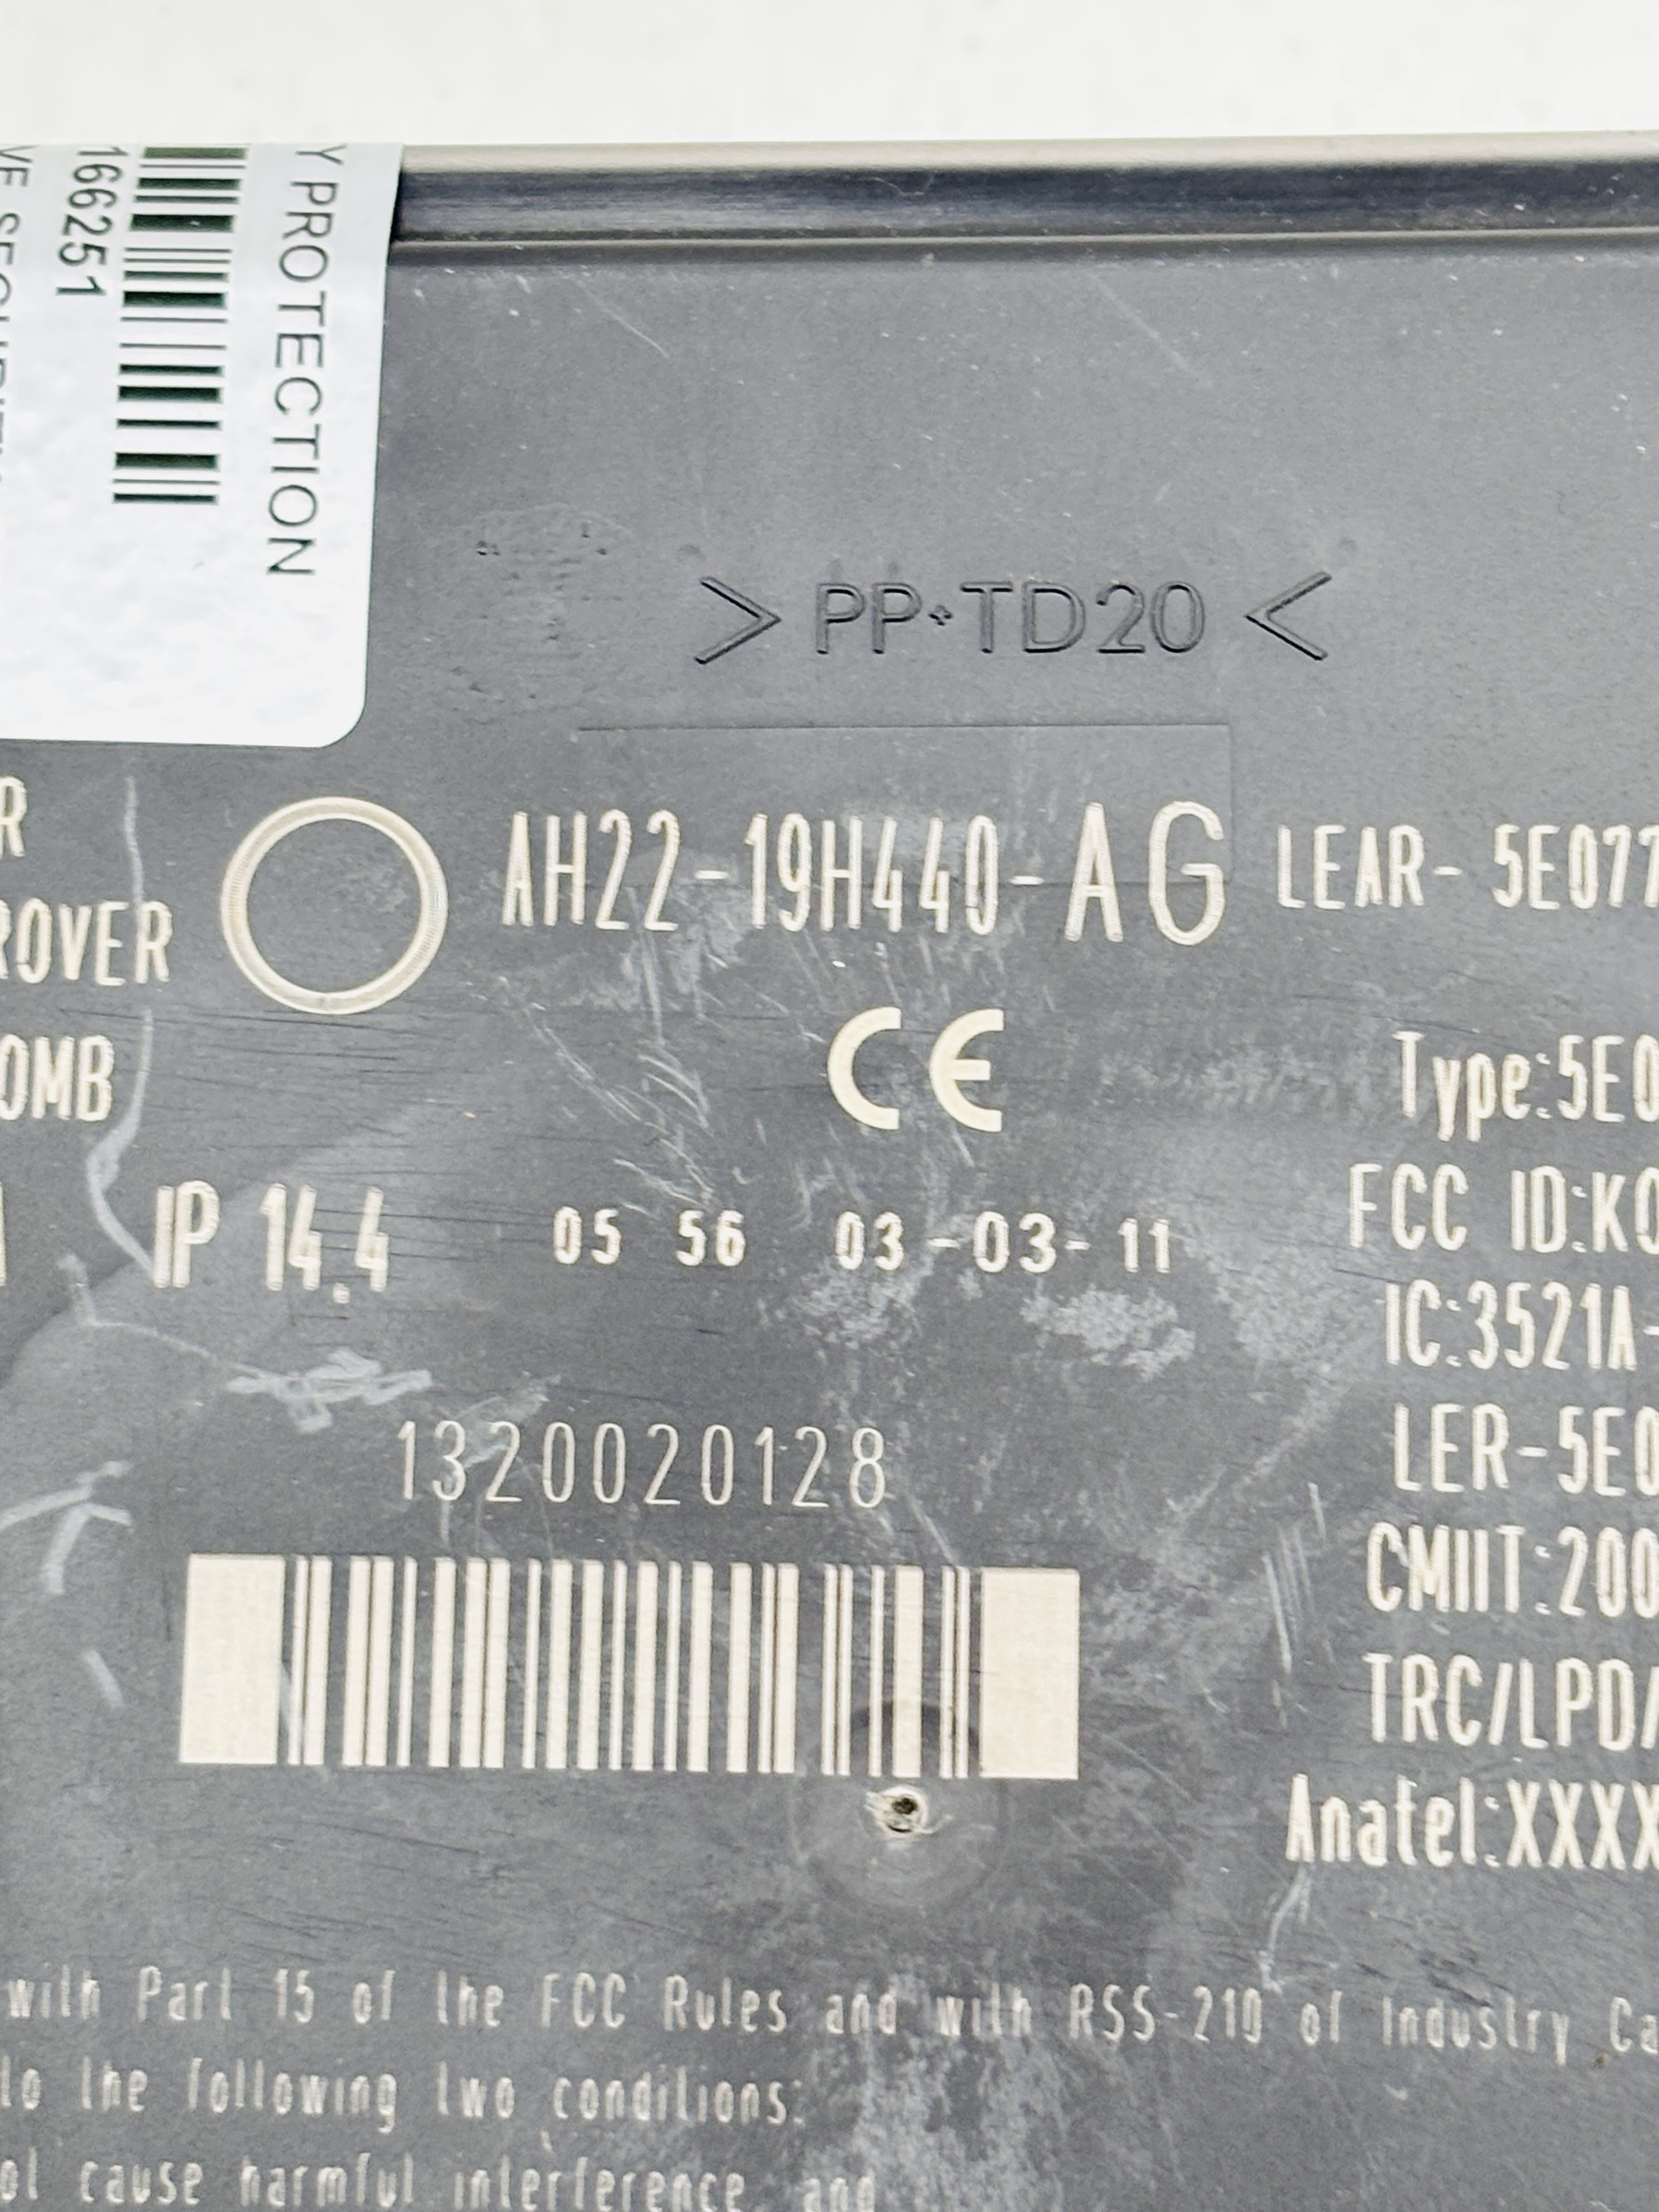 Y PROTECTION
166251
>PP+TD20<
AH22-19H440-AG LEAR- 5E077
ROVER
CE
OMB
Type:5E0
IP 14.4 05 56 03-03-11
FCC ID:KO
IC:3521A-
1320020128
LER-5E0
CMIIT:200
TRC/LPD/
Anatel:XXXX
with Part 15 of the FCC Rules and with RSS-210 of Industry Ca
to the following two conditions:
ot cause harmful interference, and